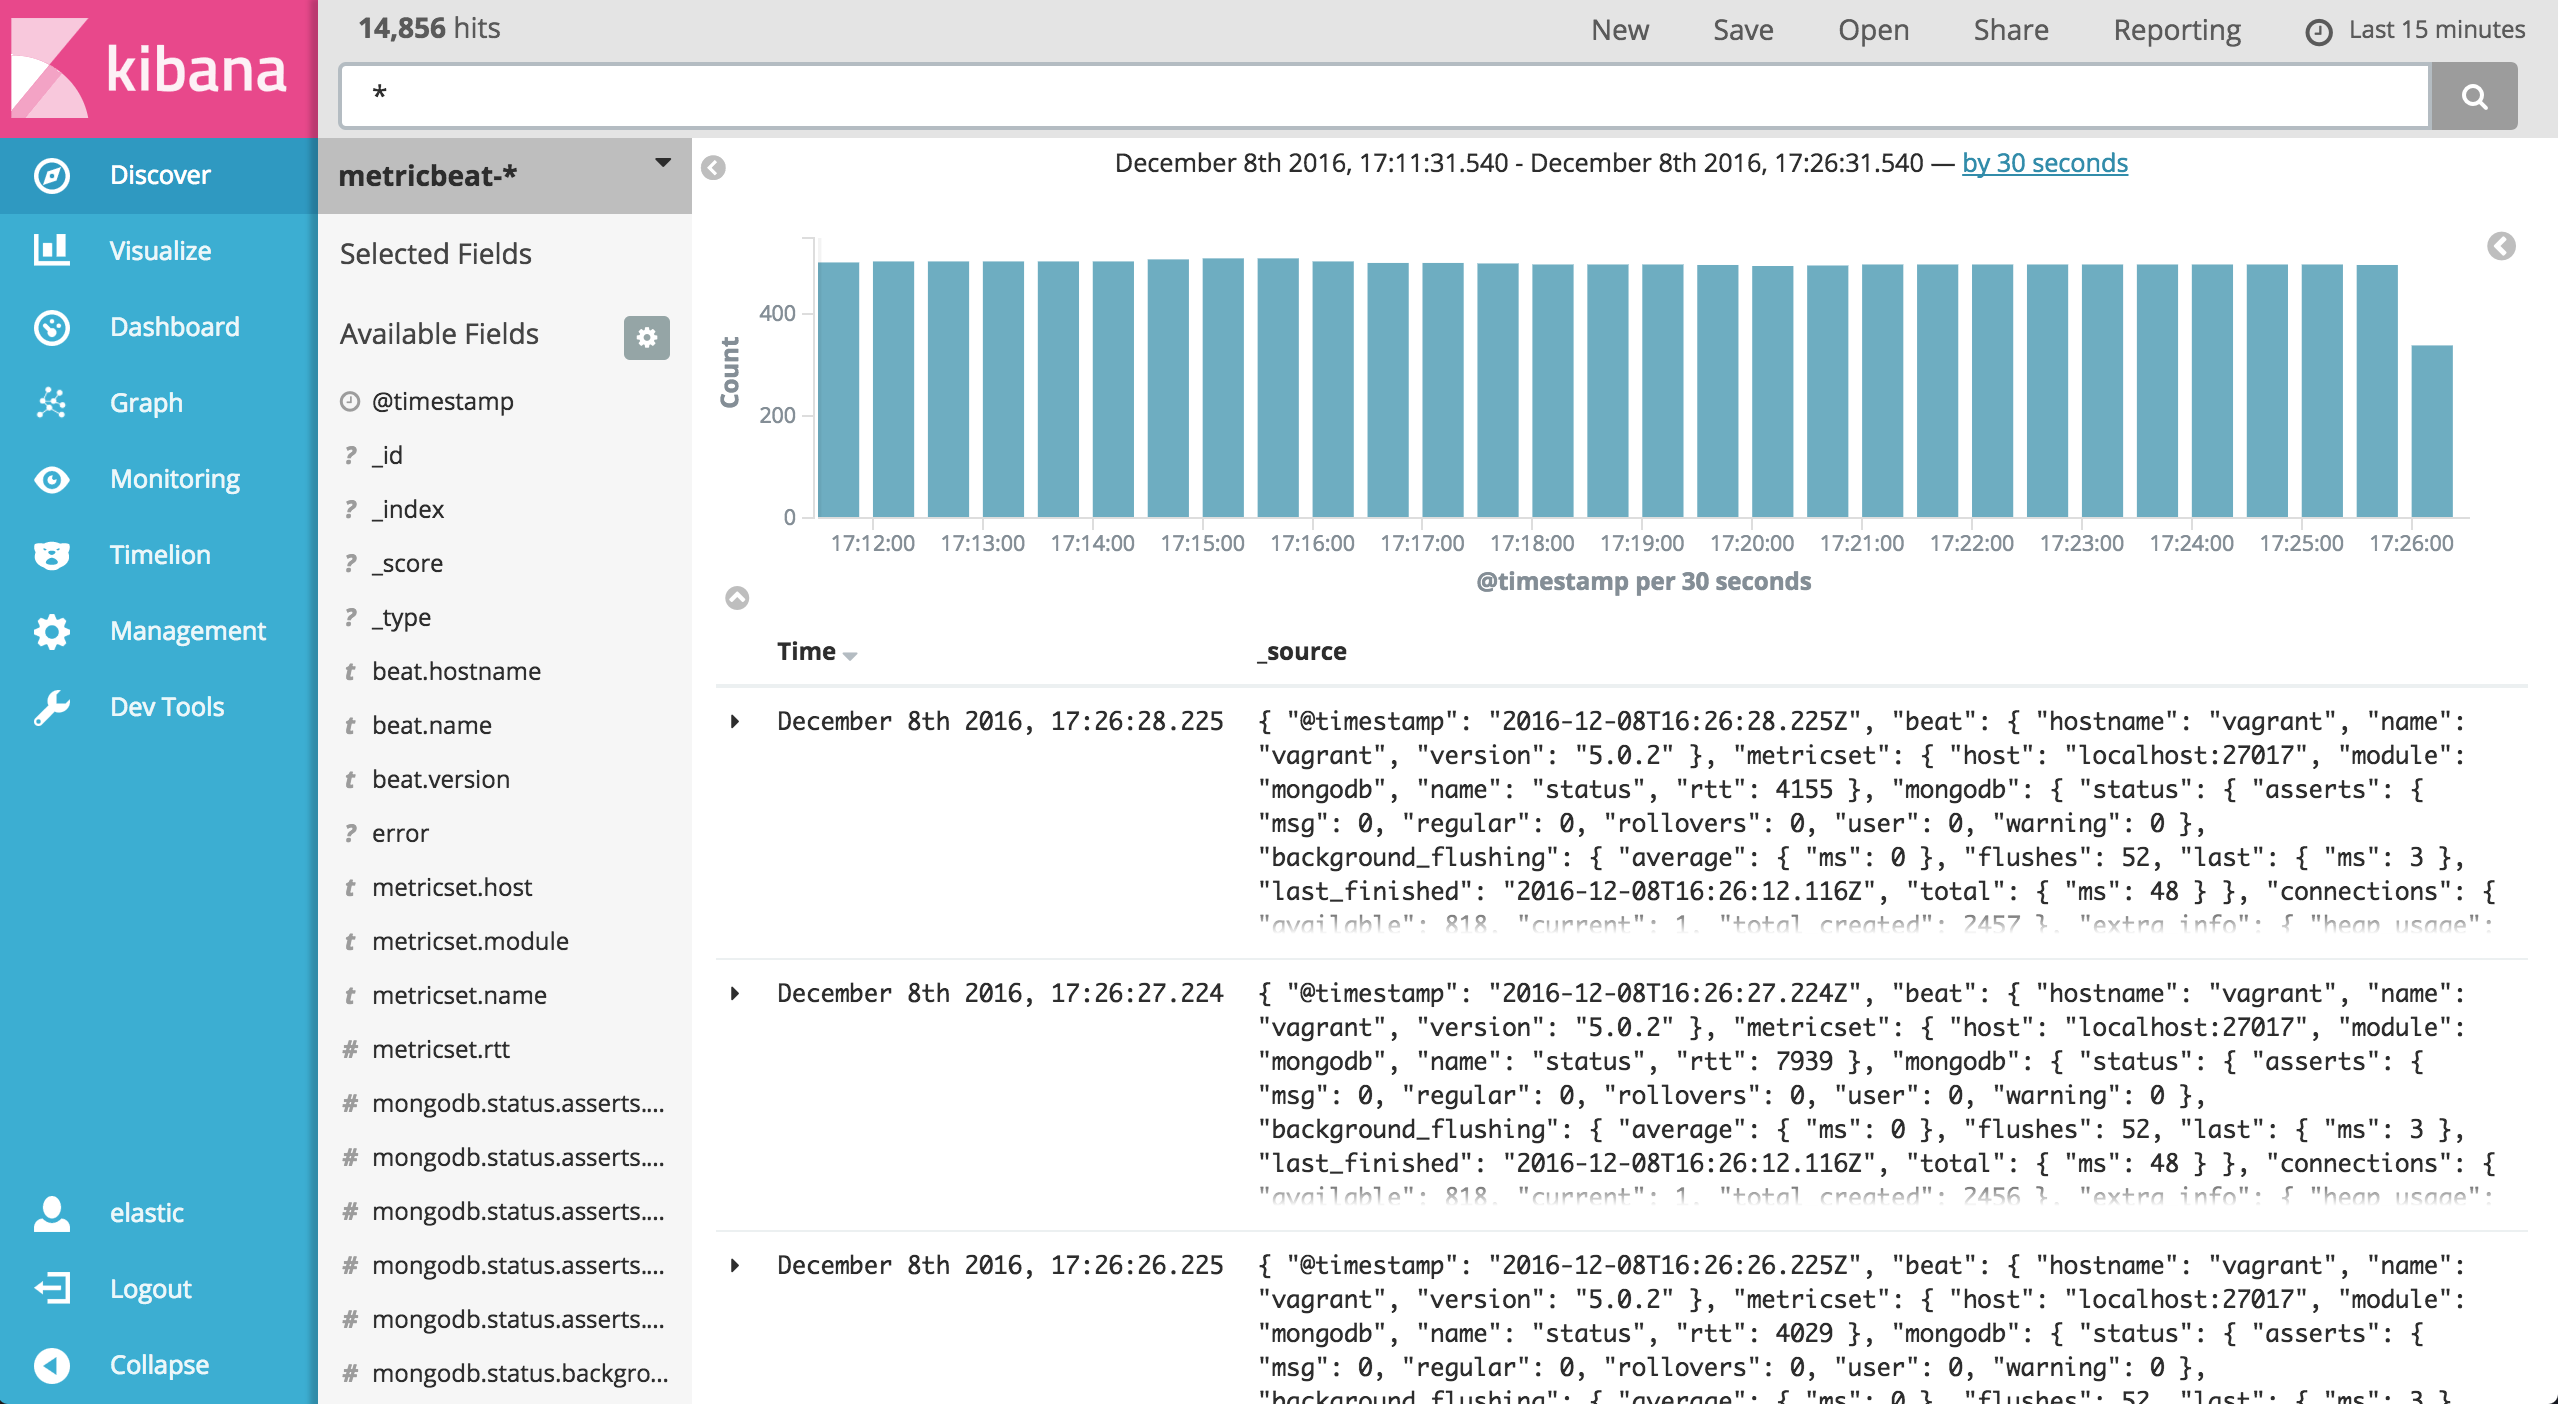 kibana
14,856 hits
New Save Open Share Reporting Last 15 minutes
*
Discover
Visualize
Dashboard
Graph
Monitoring
Timelion
Management
Dev Tools
elastic
Logout
Collapse
metricbeat-*
Selected Fields
Available Fields
@timestamp
? _id
? _index
? _score
? _type
t beat.hostname
t beat.name
t beat.version
? error
t metricset.host
t metricset.module
t metricset.name
# metricset.rtt
# mongodb.status.asserts....
# mongodb.status.asserts....
# mongodb.status.asserts....
# mongodb.status.asserts....
# mongodb.status.asserts....
# mongodb.status.backgro...
December 8th 2016, 17:11:31.540 - December 8th 2016, 17:26:31.540 — by 30 seconds
Count
400
200
0
17:12:00 17:13:00 17:14:00 17:15:00 17:16:00 17:17:00 17:18:00 17:19:00 17:20:00 17:21:00 17:22:00 17:23:00 17:24:00 17:25:00 17:26:00
@timestamp per 30 seconds
Time _source
December 8th 2016, 17:26:28.225 { "@timestamp": "2016-12-08T16:26:28.225Z", "beat": { "hostname": "vagrant", "name":
"vagrant", "version": "5.0.2" }, "metricset": { "host": "localhost:27017", "module":
"mongodb", "name": "status", "rtt": 4155 }, "mongodb": { "status": { "asserts": {
"msg": 0, "regular": 0, "rollovers": 0, "user": 0, "warning": 0 },
"background_flushing": { "average": { "ms": 0 }, "flushes": 52, "last": { "ms": 3 },
"last_finished": "2016-12-08T16:26:12.116Z", "total": { "ms": 48 } }, "connections": {
"available": 818, "current": 1, "total_created": 2457 }, "extra_info": { "heap_usage":
December 8th 2016, 17:26:27.224 { "@timestamp": "2016-12-08T16:26:27.224Z", "beat": { "hostname": "vagrant", "name":
"vagrant", "version": "5.0.2" }, "metricset": { "host": "localhost:27017", "module":
"mongodb", "name": "status", "rtt": 7939 }, "mongodb": { "status": { "asserts": {
"msg": 0, "regular": 0, "rollovers": 0, "user": 0, "warning": 0 },
"background_flushing": { "average": { "ms": 0 }, "flushes": 52, "last": { "ms": 3 },
"last_finished": "2016-12-08T16:26:12.116Z", "total": { "ms": 48 } }, "connections": {
"available": 818, "current": 1, "total_created": 2456 }, "extra_info": { "heap_usage":
December 8th 2016, 17:26:26.225 { "@timestamp": "2016-12-08T16:26:26.225Z", "beat": { "hostname": "vagrant", "name":
"vagrant", "version": "5.0.2" }, "metricset": { "host": "localhost:27017", "module":
"mongodb", "name": "status", "rtt": 4029 }, "mongodb": { "status": { "asserts": {
"msg": 0, "regular": 0, "rollovers": 0, "user": 0, "warning": 0 },
"background_flushing": { "average": { "ms": 0 }, "flushes": 52, "last": { "ms": 3 },